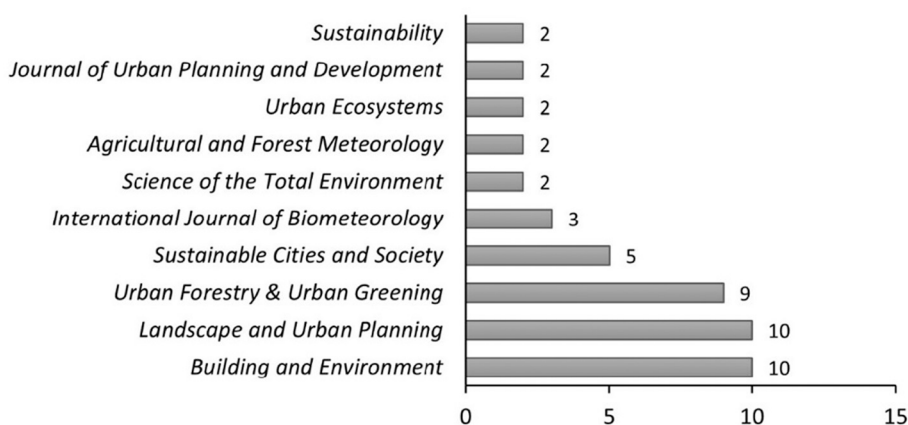 Sustainability 2
Journal of Urban Planning and Development 2
Urban Ecosystems 2
Agricultural and Forest Meteorology 2
Science of the Total Environment 2
International Journal of Biometeorology 3
Sustainable Cities and Society 5
Urban Forestry & Urban Greening 9
Landscape and Urban Planning 10
Building and Environment 10
0 5 10 15